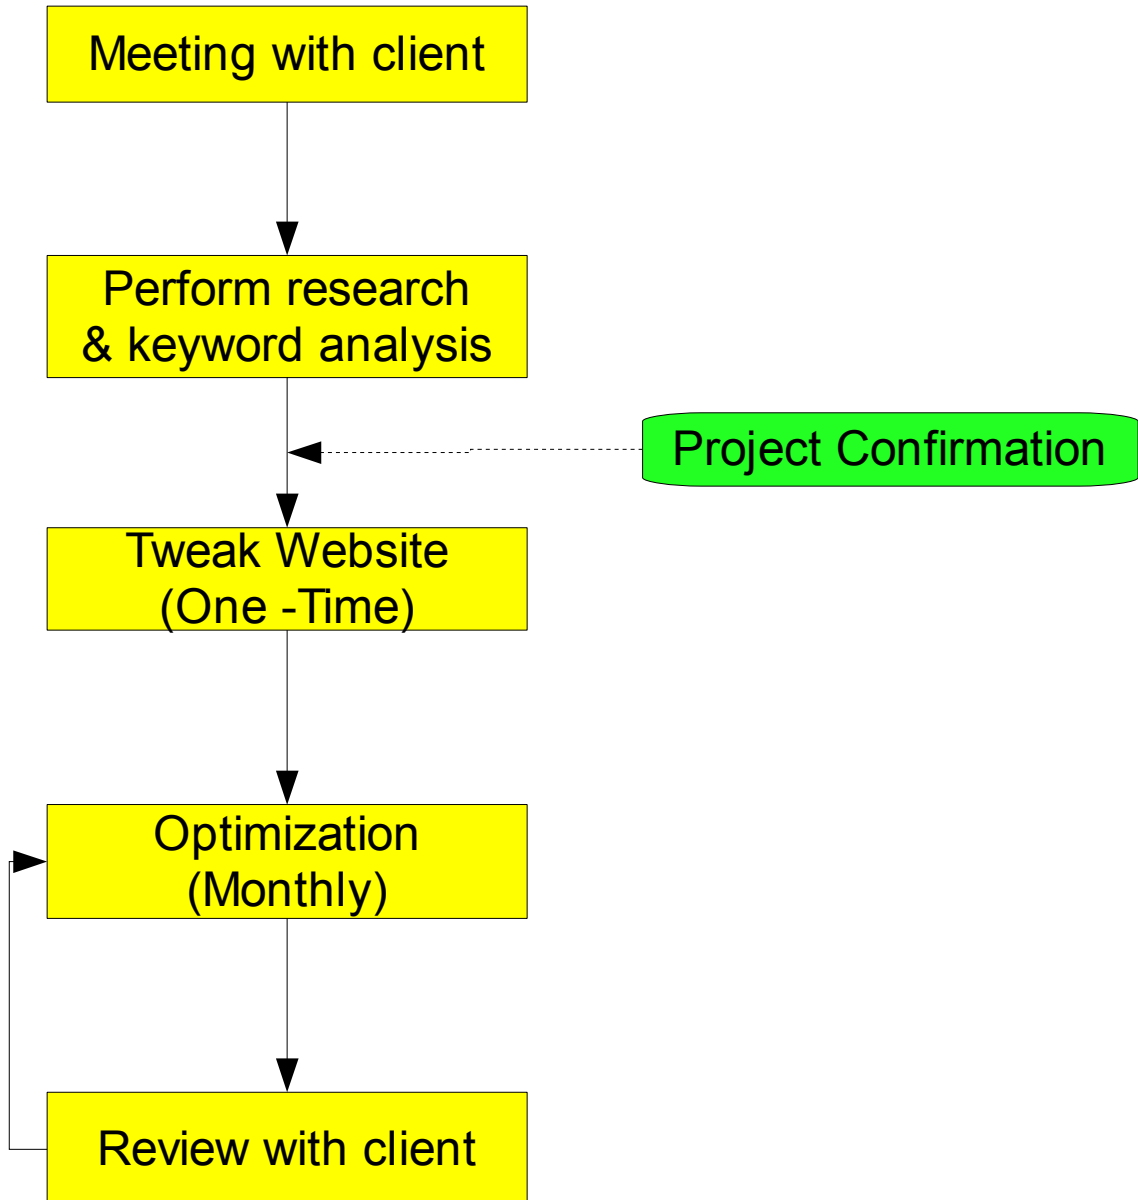 Meeting with client
Perform research
& keyword analysis
Project Confirmation
Tweak Website
(One -Time)
Optimization
(Monthly)
Review with client